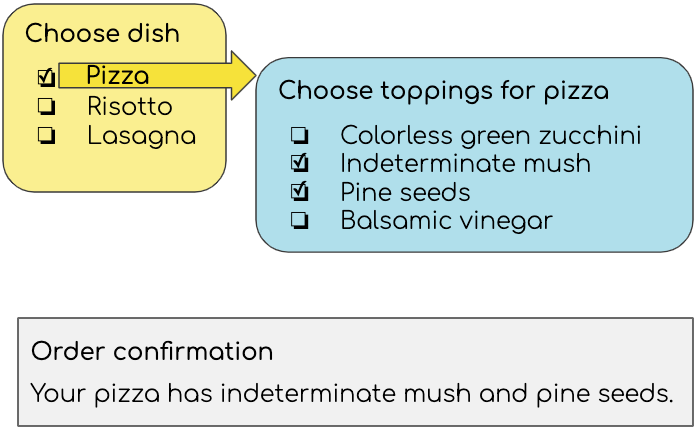 Choose dish
Pizza
Risotto
Lasagna
Choose toppings for pizza
Colorless green zucchini
Indeterminate mush
Pine seeds
Balsamic vinegar
Order confirmation
Your pizza has indeterminate mush and pine seeds.